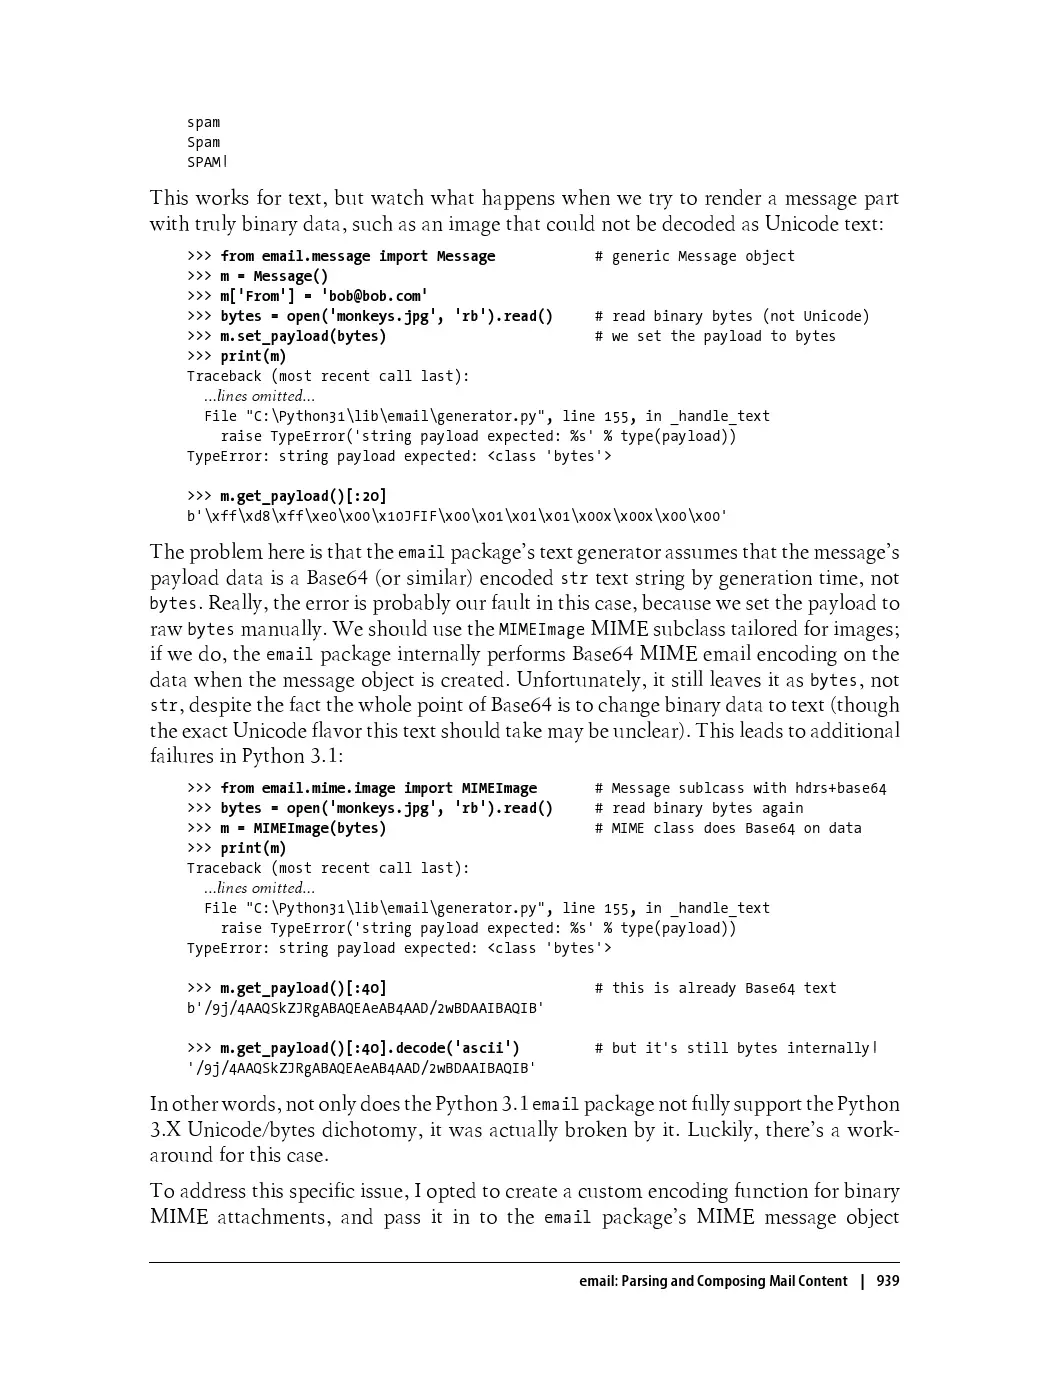 spam
Spam
SPAM!
This works for text, but watch what happens when we try to render a message part
with truly binary data, such as an image that could not be decoded as Unicode text:
>>> from email.message import Message # generic Message object
>>> m = Message()
>>> m['From'] = 'bob@bob.com'
>>> bytes = open('monkeys.jpg', 'rb').read() # read binary bytes (not Unicode)
>>> m.set_payload(bytes) # we set the payload to bytes
>>> print(m)
Traceback (most recent call last):
...lines omitted...
File "C:\Python31\lib\email\generator.py", line 155, in _handle_text
raise TypeError('string payload expected: %s' % type(payload))
TypeError: string payload expected: <class 'bytes'>
>>> m.get_payload()[:20]
b'\xff\xd8\xff\xe0\x00\x10JFIF\x00\x01\x01\x01\x00x\x00x\x00\x00'
The problem here is that the email package's text generator assumes that the message's
payload data is a Base64 (or similar) encoded str text string by generation time, not
bytes. Really, the error is probably our fault in this case, because we set the payload to
raw bytes manually. We should use the MIMEImage MIME subclass tailored for images;
if we do, the email package internally performs Base64 MIME email encoding on the
data when the message object is created. Unfortunately, it still leaves it as bytes, not
str, despite the fact the whole point of Base64 is to change binary data to text (though
the exact Unicode flavor this text should take may be unclear). This leads to additional
failures in Python 3.1:
>>> from email.mime.image import MIMEImage # Message sublcass with hdrs+base64
>>> bytes = open('monkeys.jpg', 'rb').read() # read binary bytes again
>>> m = MIMEImage(bytes) # MIME class does Base64 on data
>>> print(m)
Traceback (most recent call last):
...lines omitted...
File "C:\Python31\lib\email\generator.py", line 155, in _handle_text
raise TypeError('string payload expected: %s' % type(payload))
TypeError: string payload expected: <class 'bytes'>
>>> m.get_payload()[:40] # this is already Base64 text
b'/9j/4AAQSkZJRgABAQEAeAB4AAD/2wBDAAIBAQIB'
>>> m.get_payload()[:40].decode('ascii') # but it's still bytes internally!
'/9j/4AAQSkZJRgABAQEAeAB4AAD/2wBDAAIBAQIB'
In other words, not only does the Python 3.1 email package not fully support the Python
3.X Unicode/bytes dichotomy, it was actually broken by it. Luckily, there's a work-
around for this case.
To address this specific issue, I opted to create a custom encoding function for binary
MIME attachments, and pass it in to the email package's MIME message object
email: Parsing and Composing Mail Content | 939